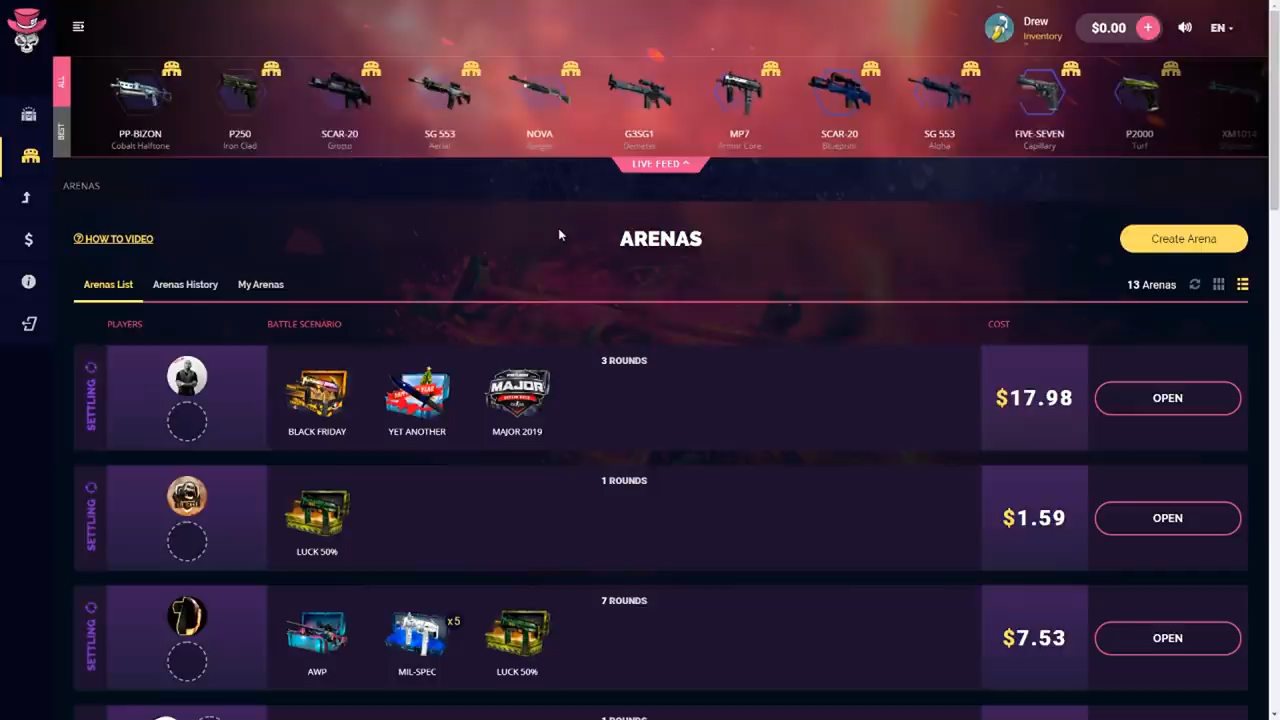 Drew
Inventory
$0.00
EN
ALL
BEST
PP-BIZON
Cobalt Halftone
P250
Iron Clad
SCAR-20
Grotto
SG 553
Aerial
NOVA
G3SG1
Demeter
MP7
Armor Core
SCAR-20
Blueprint
SG 553
Aloha
FIVE-SEVEN
Capillary
P2000
Turf
XM1014
LIVE FEED
ARENAS
HOW TO VIDEO
ARENAS
Create Arena
Arenas List
Arenas History
My Arenas
13 Arenas
PLAYERS
BATTLE SCENARIO
COST
SETTLING
3 ROUNDS
BLACK FRIDAY
YET ANOTHER
MAJOR
MAJOR 2019
$17.98
OPEN
SETTLING
1 ROUNDS
LUCK 50%
$1.59
OPEN
SETTLING
7 ROUNDS
AWP
x5
MIL-SPEC
LUCK 50%
$7.53
OPEN